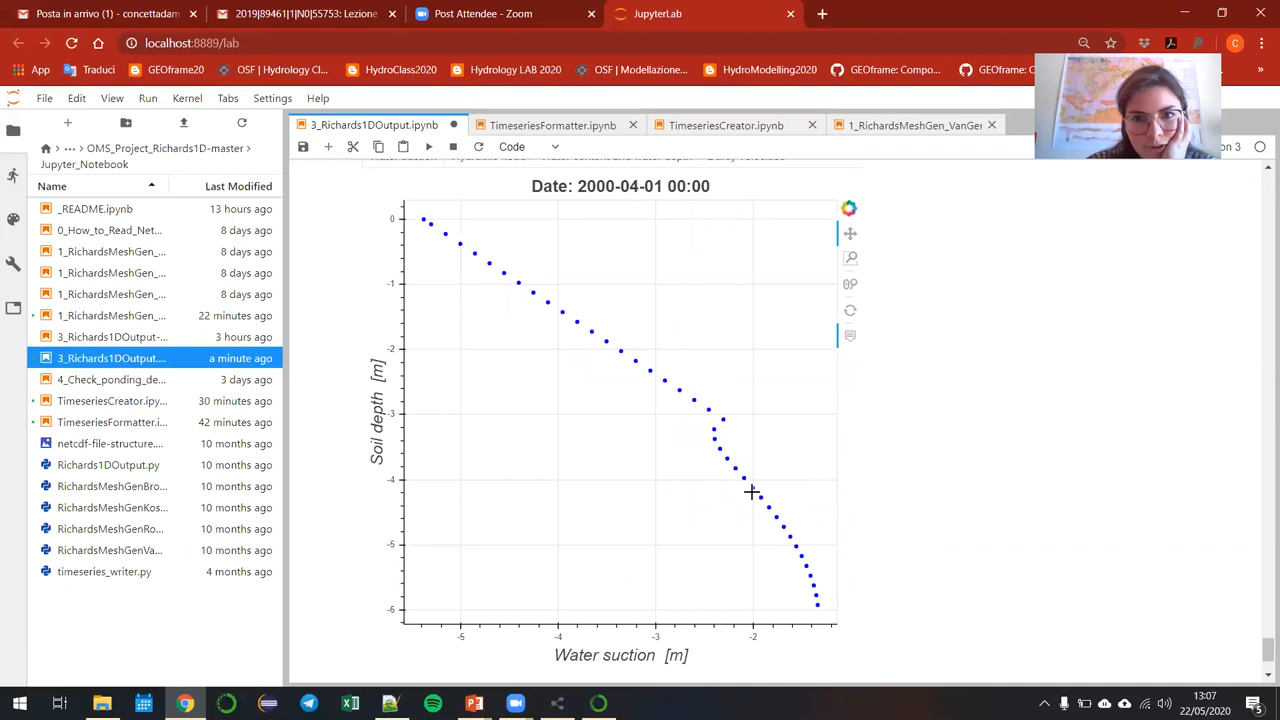 Posta in arrivo (1) - concettadam
2019|89461|1|N0|55753: Lezione
Post Attendee - Zoom
JupyterLab
localhost:8889/lab
App
Traduci
GEOframe20
OSF | Hydrology Cl...
HydroClass2020
Hydrology LAB 2020
OSF | Modellazione...
HydroModelling2020
GEOframe: Compo...
GEOframe:
C
File Edit View Run Kernel Tabs Settings Help
3_Richards1DOutput.ipynb
TimeseriesFormatter.ipynb
TimeseriesCreator.ipynb
1_RichardsMeshGen_VanGer
Code
on 3
··· OMS_Project_Richards1D-master
Jupyter_Notebook
Name Last Modified
_README.ipynb 13 hours ago
0_How_to_Read_Net... 8 days ago
1_RichardsMeshGen_... 8 days ago
1_RichardsMeshGen_... 8 days ago
1_RichardsMeshGen_... 8 days ago
1_RichardsMeshGen_... 22 minutes ago
3_Richards1DOutput-... 3 hours ago
3_Richards1DOutput.... a minute ago
4_Check_ponding_de... 3 days ago
TimeseriesCreator.ipy... 30 minutes ago
TimeseriesFormatter.i... 42 minutes ago
netcdf-file-structure.... 10 months ago
Richards1DOutput.py 10 months ago
RichardsMeshGenBro... 10 months ago
RichardsMeshGenKos... 10 months ago
RichardsMeshGenRo... 10 months ago
RichardsMeshGenVa... 10 months ago
timeseries_writer.py 4 months ago
Date: 2000-04-01 00:00
0
-1
-2
-3
-4
-5
-6
Soil depth [m]
-5 -4 -3 -2
Water suction [m]
13:07
22/05/2020
5